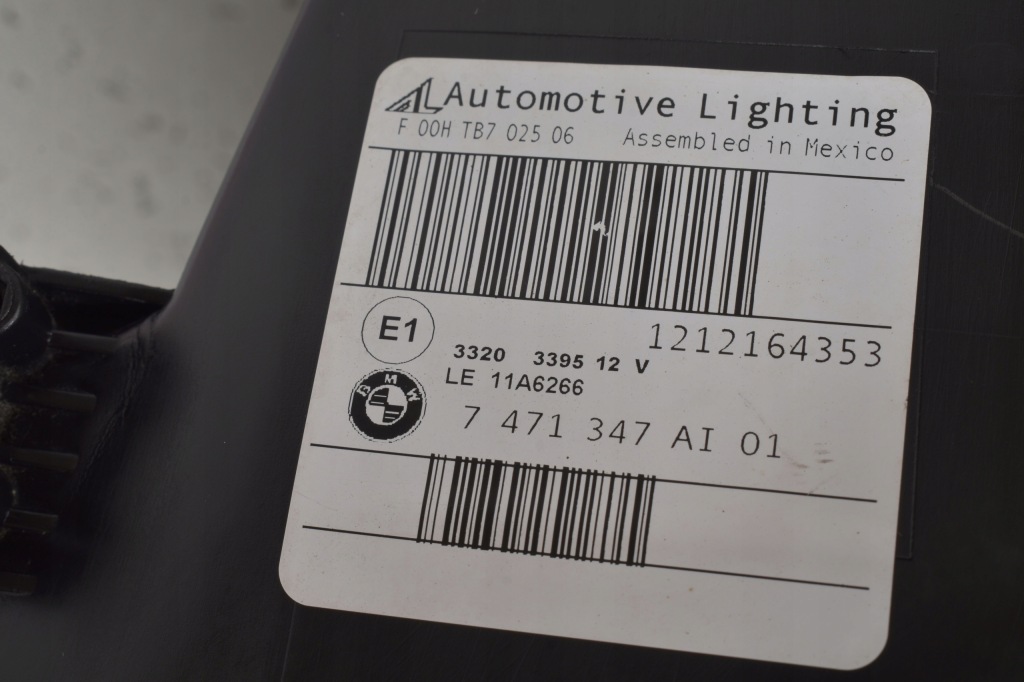 AL Automotive Lighting
F 00H TB7 025 06 Assembled in Mexico
1212164353
E1
3320 3395 12 V
LE 11A6266
BMW
7 471 347 AI 01